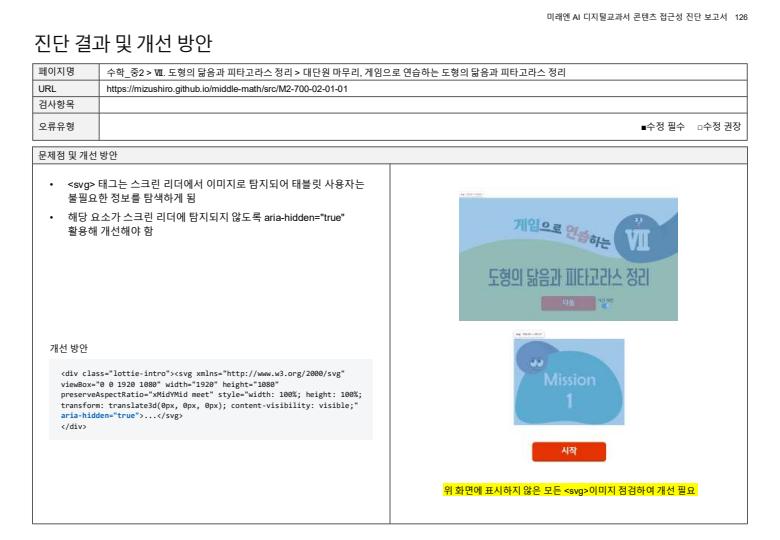 미래엔 AI 디지털교과서 콘텐츠 접근성 진단 보고서 126
진단 결과 및 개선 방안
페이지명 수학_중2 > Ⅶ. 도형의 닮음과 피타고라스 정리 > 대단원 마무리, 게임으로 연습하는 도형의 닮음과 피타고라스 정리
URL https://mizushiro.github.io/middle-math/src/M2-700-02-01-01
검사항목
오류유형 ■수정 필수 □수정 권장
문제점 및 개선 방안
• <svg> 태그는 스크린 리더에서 이미지로 탐지되어 태블릿 사용자는
불필요한 정보를 탐색하게 됨
• 해당 요소가 스크린 리더에 탐지되지 않도록 aria-hidden="true"
활용해 개선해야 함
개선 방안
<div class="lottie-intro"><svg xmlns="http://www.w3.org/2000/svg"
viewBox="0 0 1920 1080" width="1920" height="1080"
preserveAspectRatio="xMidYMid meet" style="width: 100%; height: 100%;
transform: translate3d(0px, 0px, 0px); content-visibility: visible;"
aria-hidden="true">...</svg>
</div>
게임으로 연습하는 Ⅶ
도형의 닮음과 피타고라스 정리
다음
Mission
1
시작
위 화면에 표시하지 않은 모든 <svg>이미지 점검하여 개선 필요